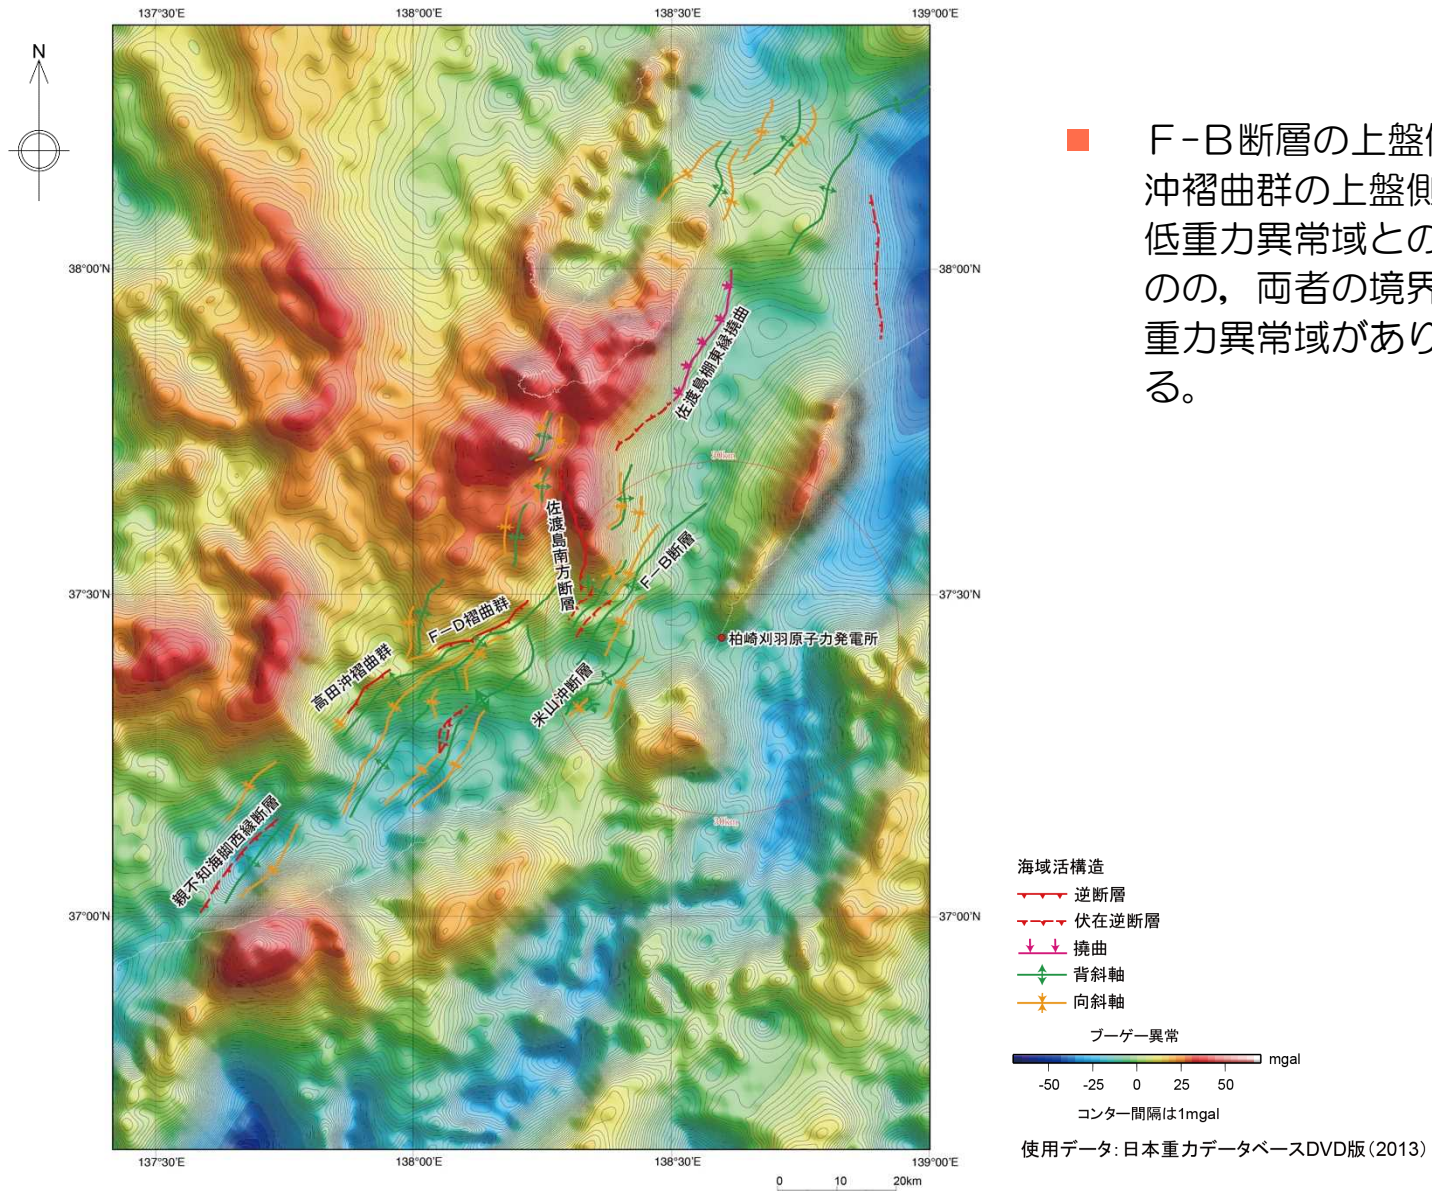 137°30'E
138°00'E
138°30'E
139°00'E
N
38°00'N
38°00'N
37°30'N
37°30'N
37°00'N
37°00'N
佐渡島棚東縁撓曲
30km
佐渡島南方断層
F-B断層
F-D褶曲群
高田沖褶曲群
米山沖断層
柏崎刈羽原子力発電所
親不知海脚西縁断層
30km
137°30'E
138°00'E
138°30'E
139°00'E
0 10 20km
■ F-B断層の上盤
沖褶曲群の上盤側
低重力異常域との
のの,両者の境界
重力異常域があり
る。
海域活構造
逆断層
伏在逆断層
撓曲
背斜軸
向斜軸
ブーゲー異常
mgal
-50 -25 0 25 50
コンター間隔は1mgal
使用データ:日本重力データベースDVD版(2013)